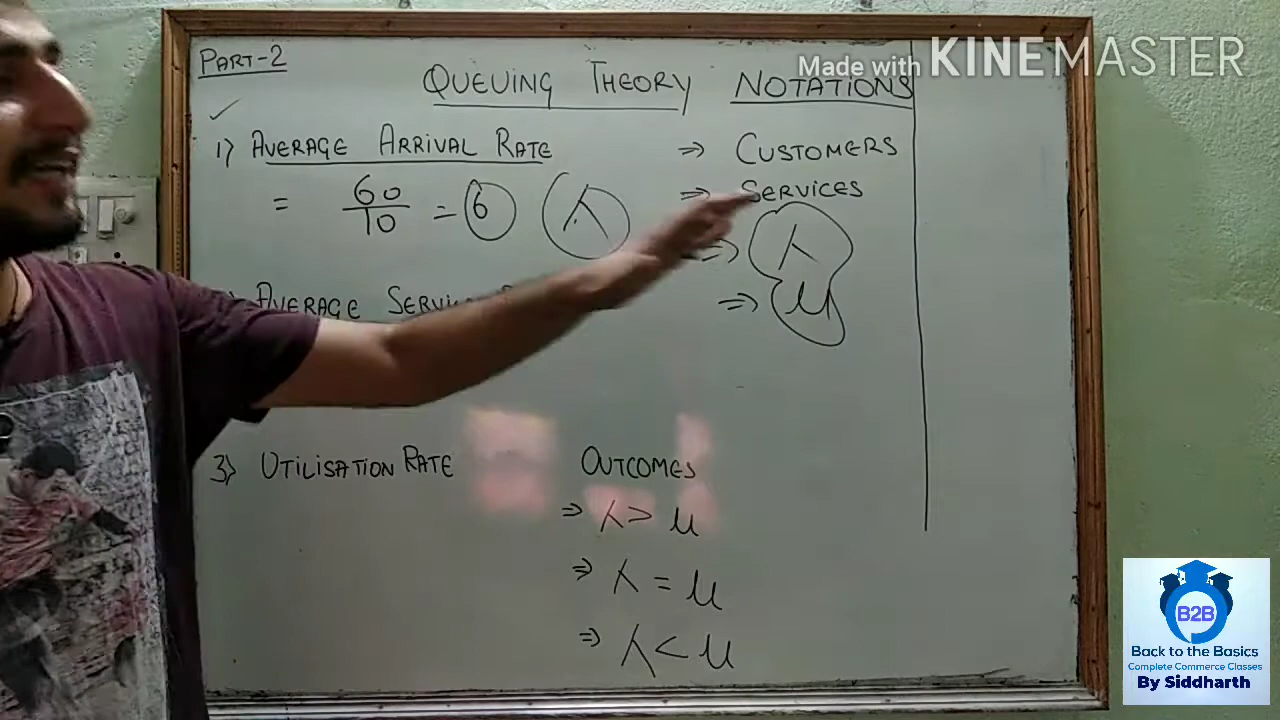 PART-2
Made with KINEMASTER
QUEUING THEORY NOTATIONS
1) AVERAGE ARRIVAL RATE ⇒ CUSTOMERS
= 60/10 = 6 λ ⇒ SERVICES
⇒ λ
AVERAGE ⇒ μ
3) UTILISATION RATE OUTCOMES
⇒ λ > μ
⇒ λ = μ
⇒ λ < μ
B2B
Back to the Basics
Complete Commerce Classes
By Siddharth